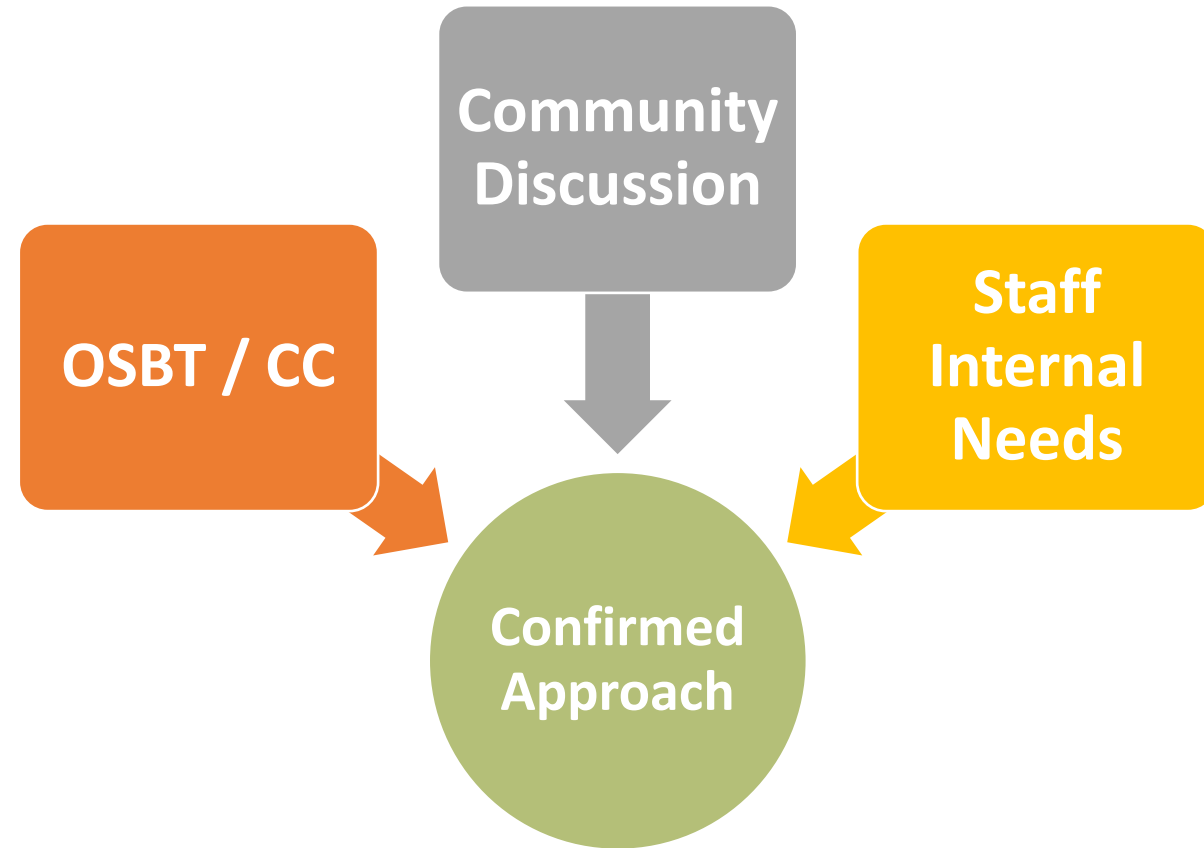 Community
Discussion
OSBT / CC
Staff
Internal
Needs
Confirmed
Approach